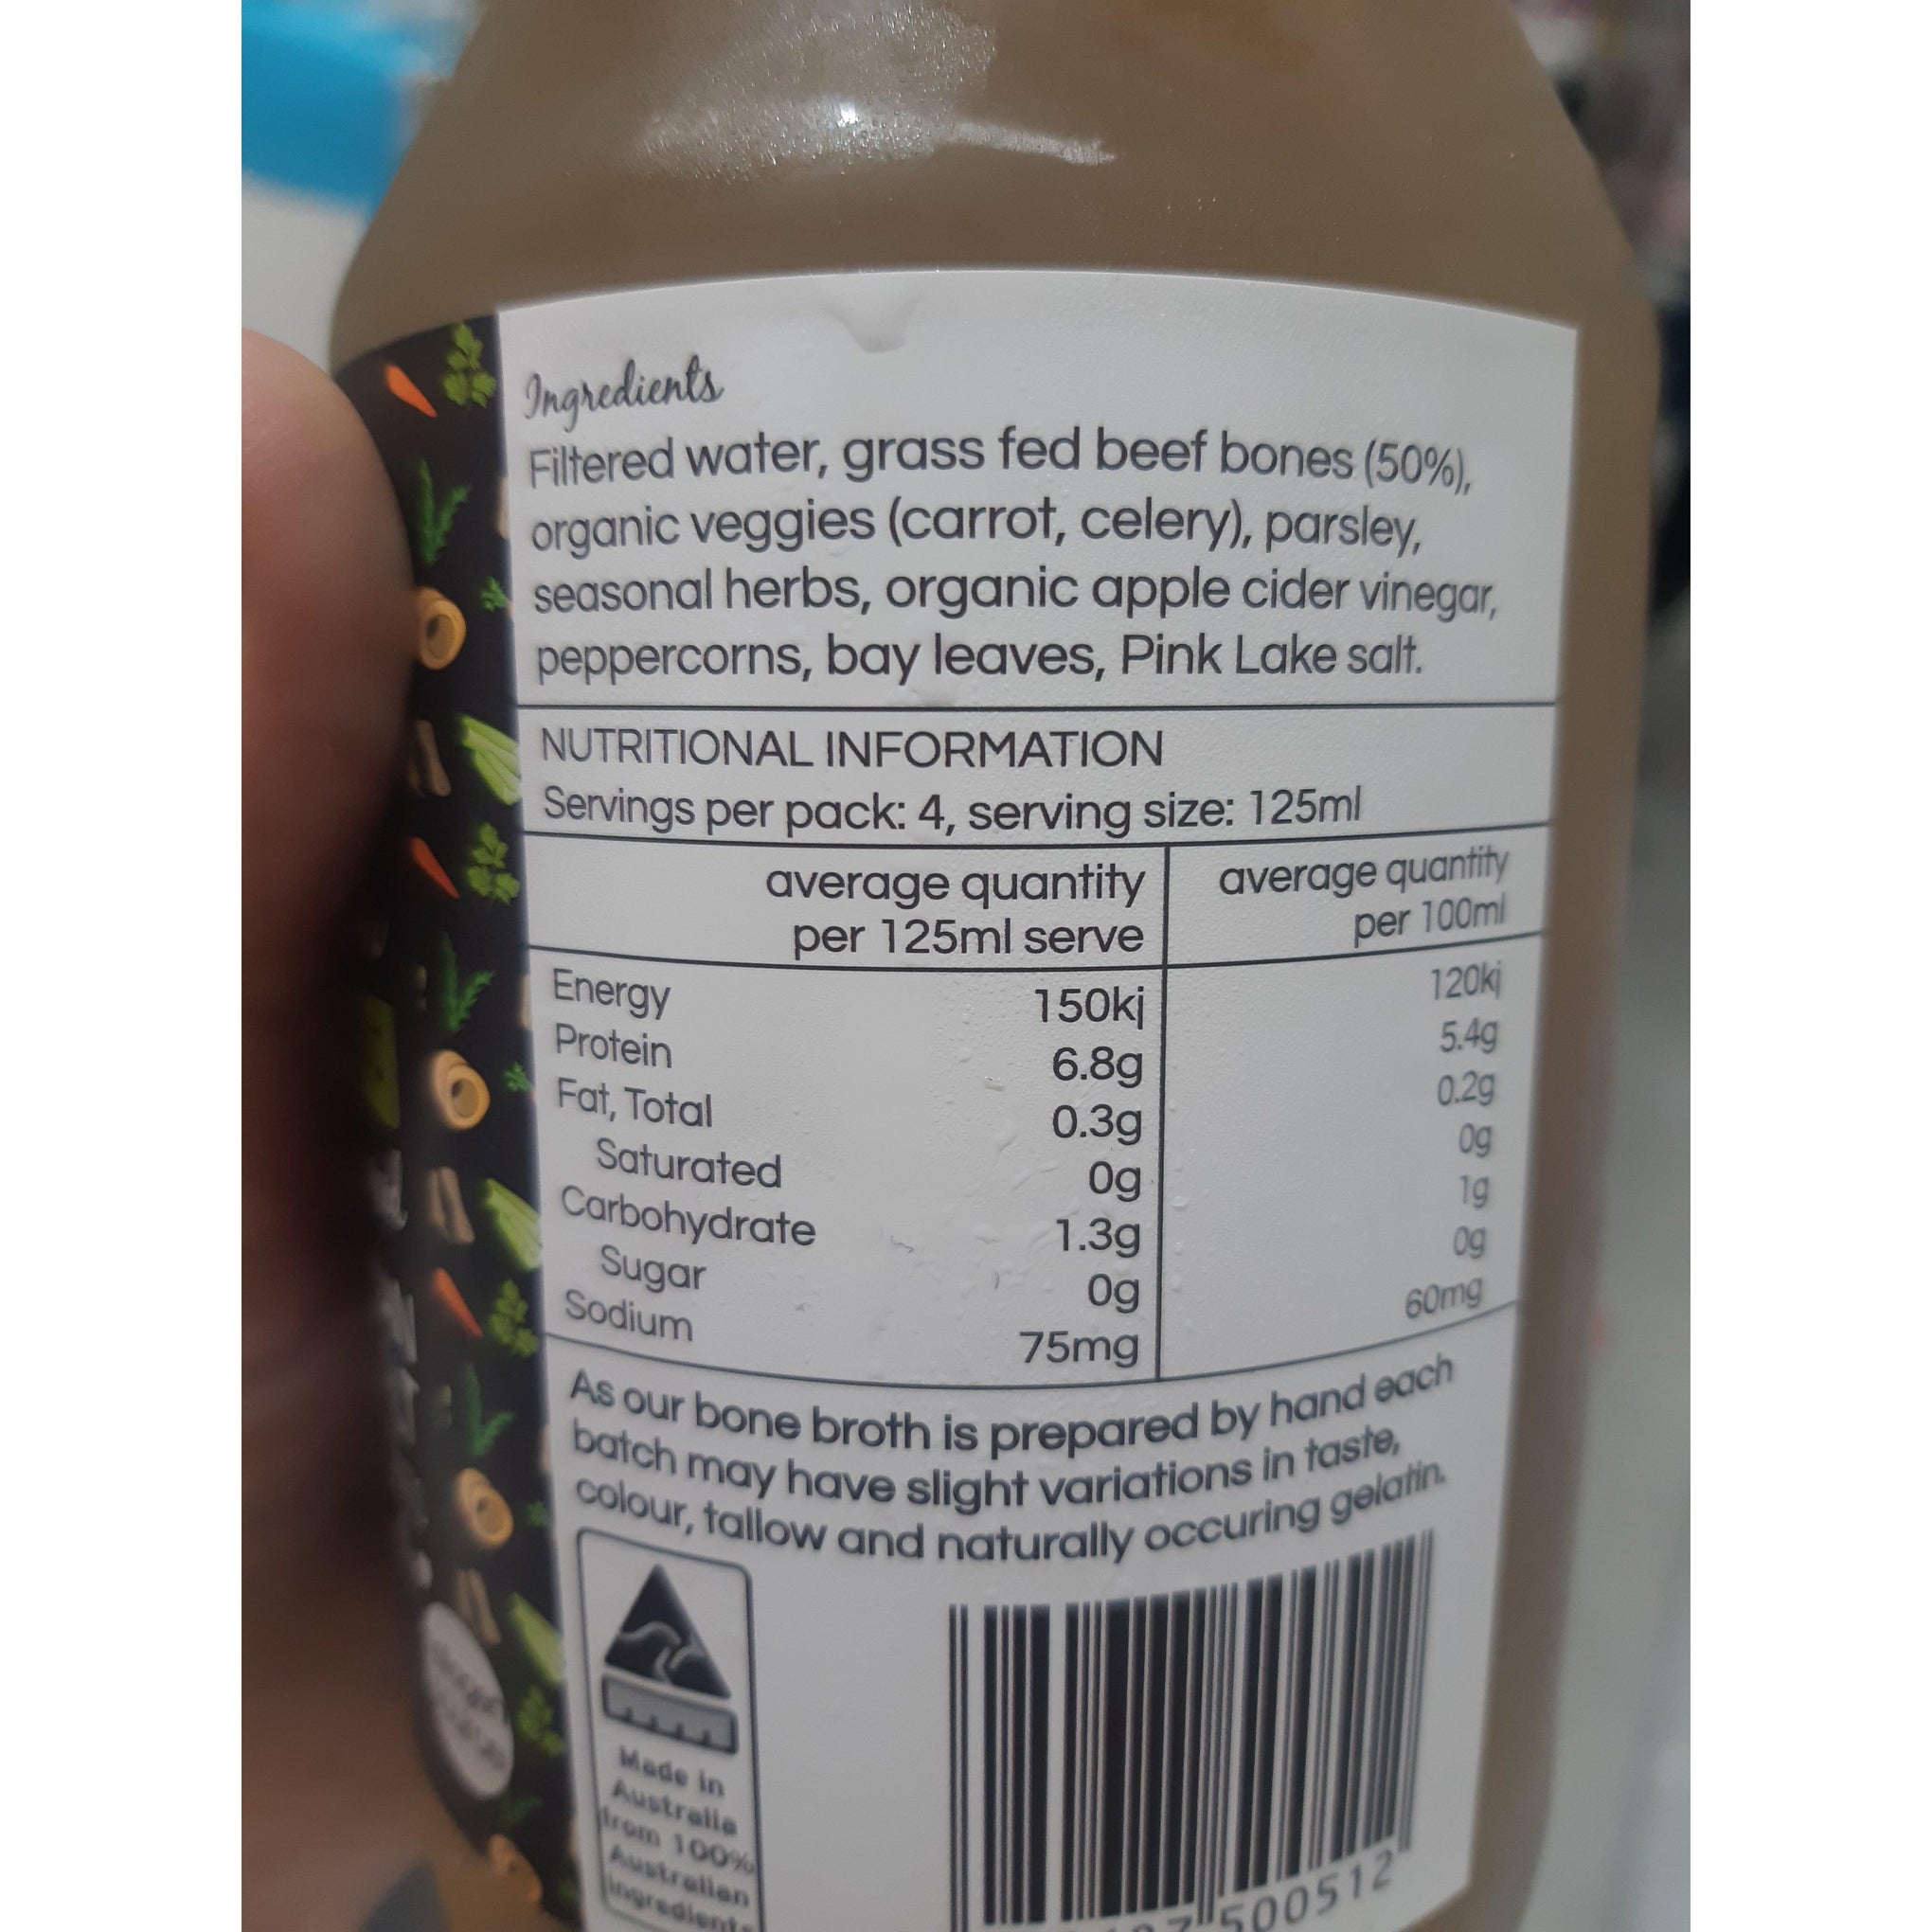 Ingredients
Filtered water, grass fed beef bones (50%),
organic veggies (carrot, celery), parsley,
seasonal herbs, organic apple cider vinegar,
peppercorns, bay leaves, Pink Lake salt.
NUTRITIONAL INFORMATION
Servings per pack: 4, serving size: 125ml
average quantity per 125ml serve average quantity per 100ml
Energy 150kj 120kj
Protein 6.8g 5.4g
Fat, Total 0.3g 0.2g
Saturated 0g 0g
Carbohydrate 1.3g 1g
Sugar 0g 0g
Sodium 75mg 60mg
As our bone broth is prepared by hand each
batch may have slight variations in taste,
colour, tallow and naturally occuring gelatin.
Made in
Australia
from 100%
Australian
ingredients
500512